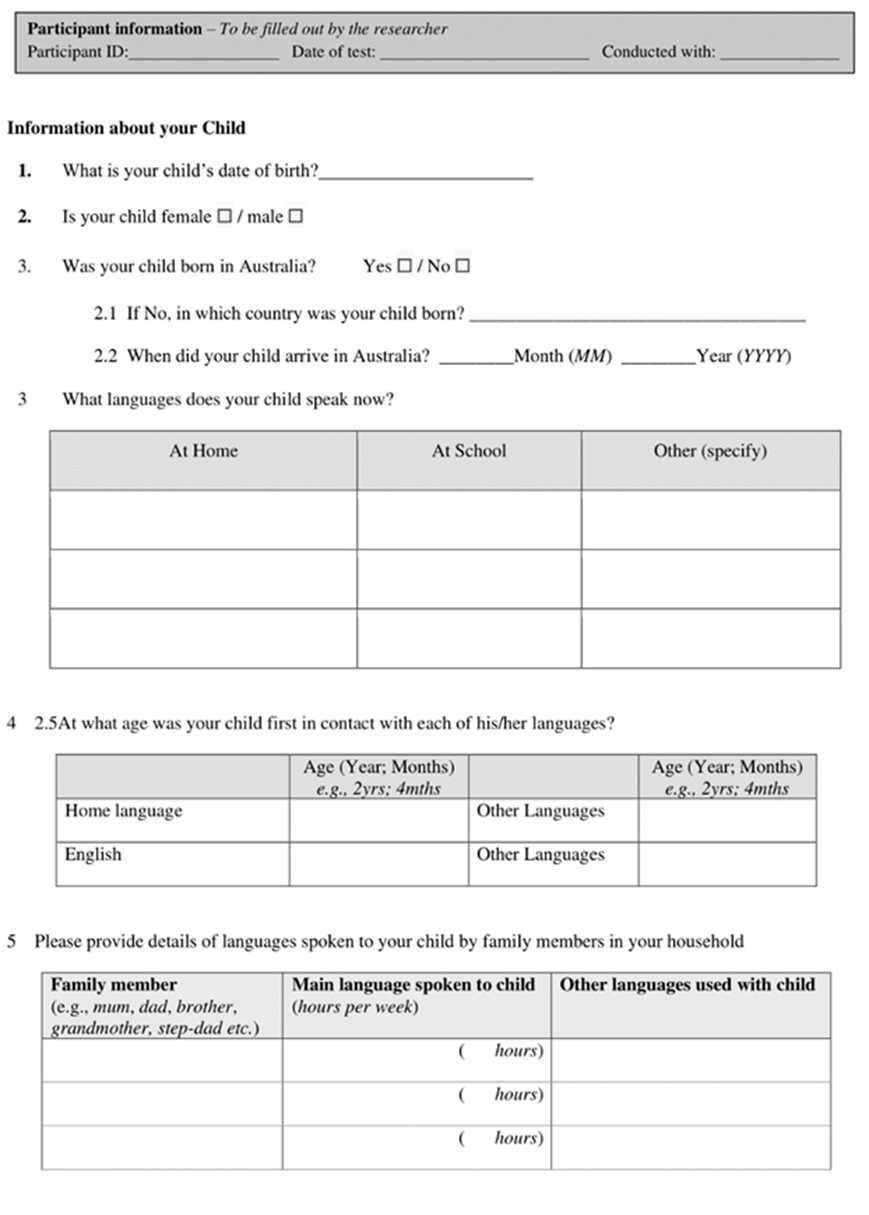 Participant information – To be filled out by the researcher
Participant ID:_________________ Date of test: ________________________ Conducted with: ______________
Information about your Child
1. What is your child's date of birth?________________________
2. Is your child female ☐ / male ☐
3. Was your child born in Australia? Yes ☐ / No ☐
2.1 If No, in which country was your child born? ______________________________________
2.2 When did your child arrive in Australia? ________Month (MM) ________Year (YYYY)
3 What languages does your child speak now?
At Home At School Other (specify)
4 2.5At what age was your child first in contact with each of his/her languages?
Age (Year; Months) Age (Year; Months)
e.g., 2yrs; 4mths e.g., 2yrs; 4mths
Home language Other Languages
English Other Languages
5 Please provide details of languages spoken to your child by family members in your household
Family member Main language spoken to child Other languages used with child
(e.g., mum, dad, brother, (hours per week)
grandmother, step-dad etc.)
( hours)
( hours)
( hours)